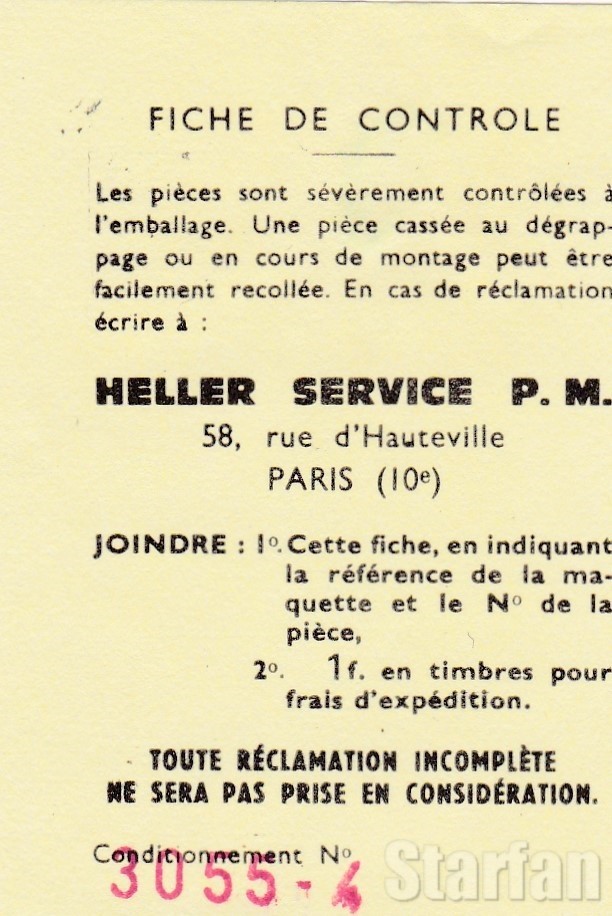 FICHE DE CONTROLE
Les pièces sont sévèrement contrôlées à
l'emballage. Une pièce cassée au dégrap-
page ou en cours de montage peut être
facilement recollée. En cas de réclamation
écrire à :
HELLER SERVICE P. M.
58, rue d'Hauteville
PARIS (10e)
JOINDRE : 1o. Cette fiche, en indiquant
la référence de la ma-
quette et le No de la
pièce,
2o. 1f. en timbres pour
frais d'expédition.
TOUTE RÉCLAMATION INCOMPLÈTE
NE SERA PAS PRISE EN CONSIDÉRATION.
Conditionnement No
3055-4
Starfan